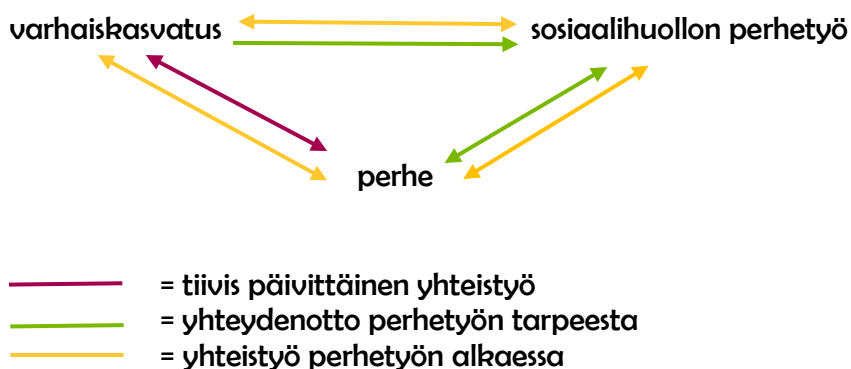 varhaiskasvatus
sosiaalihuollon perhetyö
perhe
= tiivis päivittäinen yhteistyö
= yhteydenotto perhetyön tarpeesta
= yhteistyö perhetyön alkaessa